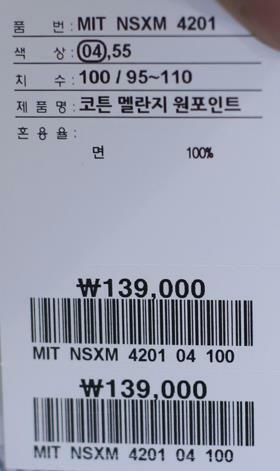 품 번 : MIT NSXM 4201
색 상 : 04,55
치 수 : 100 / 95~110
제 품 명 : 코튼 멜란지 원포인트
혼 용 율 :
면 100%
₩139,000
MIT NSXM 4201 04 100
₩139,000
MIT NSXM 4201 04 100